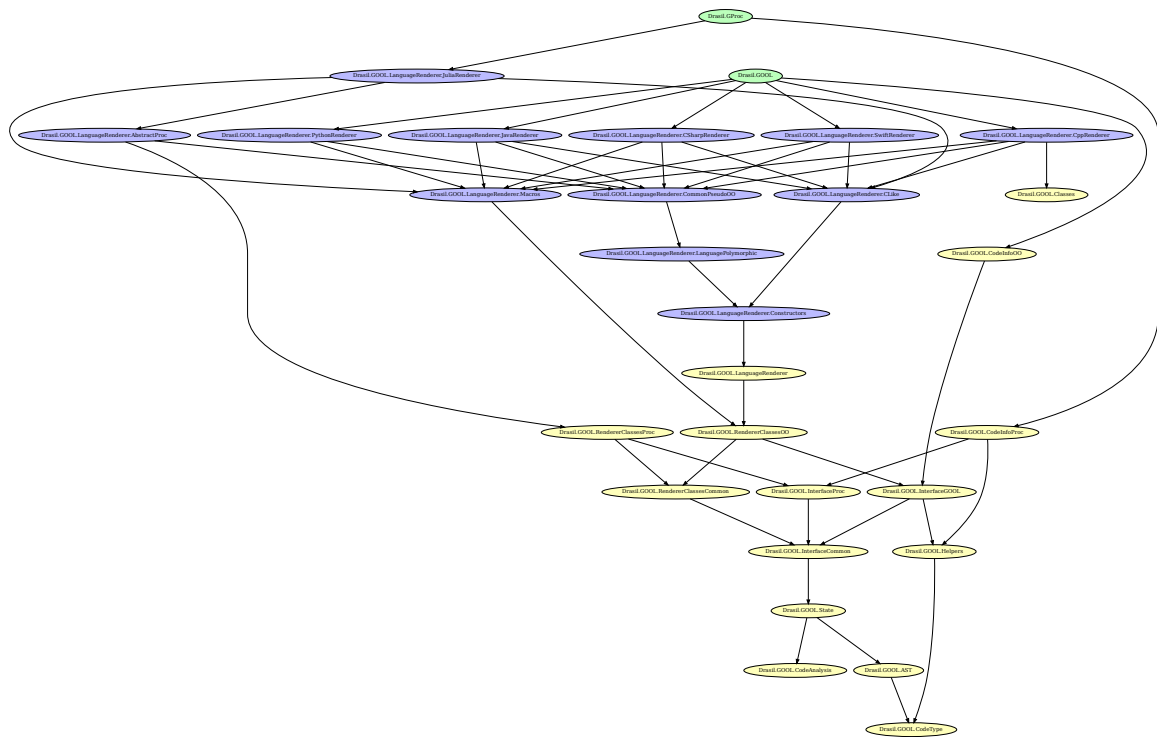 Drasil.GProc
Drasil.GOOL.LanguageRenderer.JuliaRenderer
Drasil.GOOL
Drasil.GOOL.LanguageRenderer.AbstractProc
Drasil.GOOL.LanguageRenderer.PythonRenderer
Drasil.GOOL.LanguageRenderer.JavaRenderer
Drasil.GOOL.LanguageRenderer.CSharpRenderer
Drasil.GOOL.LanguageRenderer.SwiftRenderer
Drasil.GOOL.LanguageRenderer.CppRenderer
Drasil.GOOL.LanguageRenderer.Macros
Drasil.GOOL.LanguageRenderer.CommonPseudoOO
Drasil.GOOL.LanguageRenderer.CLike
Drasil.GOOL.Classes
Drasil.GOOL.LanguageRenderer.LanguagePolymorphic
Drasil.GOOL.CodeInfoOO
Drasil.GOOL.LanguageRenderer.Constructors
Drasil.GOOL.LanguageRenderer
Drasil.GOOL.RendererClassesProc
Drasil.GOOL.RendererClassesOO
Drasil.GOOL.CodeInfoProc
Drasil.GOOL.RendererClassesCommon
Drasil.GOOL.InterfaceProc
Drasil.GOOL.InterfaceGOOL
Drasil.GOOL.InterfaceCommon
Drasil.GOOL.Helpers
Drasil.GOOL.State
Drasil.GOOL.CodeAnalysis
Drasil.GOOL.AST
Drasil.GOOL.CodeType